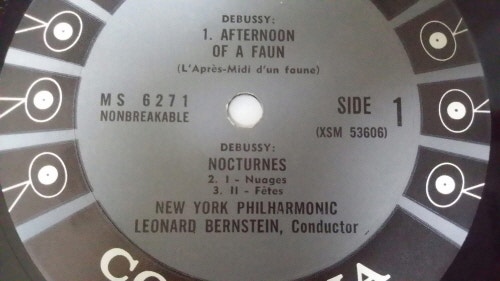 DEBUSSY:
1. AFTERNOON
OF A FAUN
(L'Après-Midi d'un faune)
MS 6271
NONBREAKABLE
SIDE 1
(XSM 53606)
DEBUSSY:
NOCTURNES
2. I - Nuages
3. II - Fêtes
NEW YORK PHILHARMONIC
LEONARD BERNSTEIN, Conductor